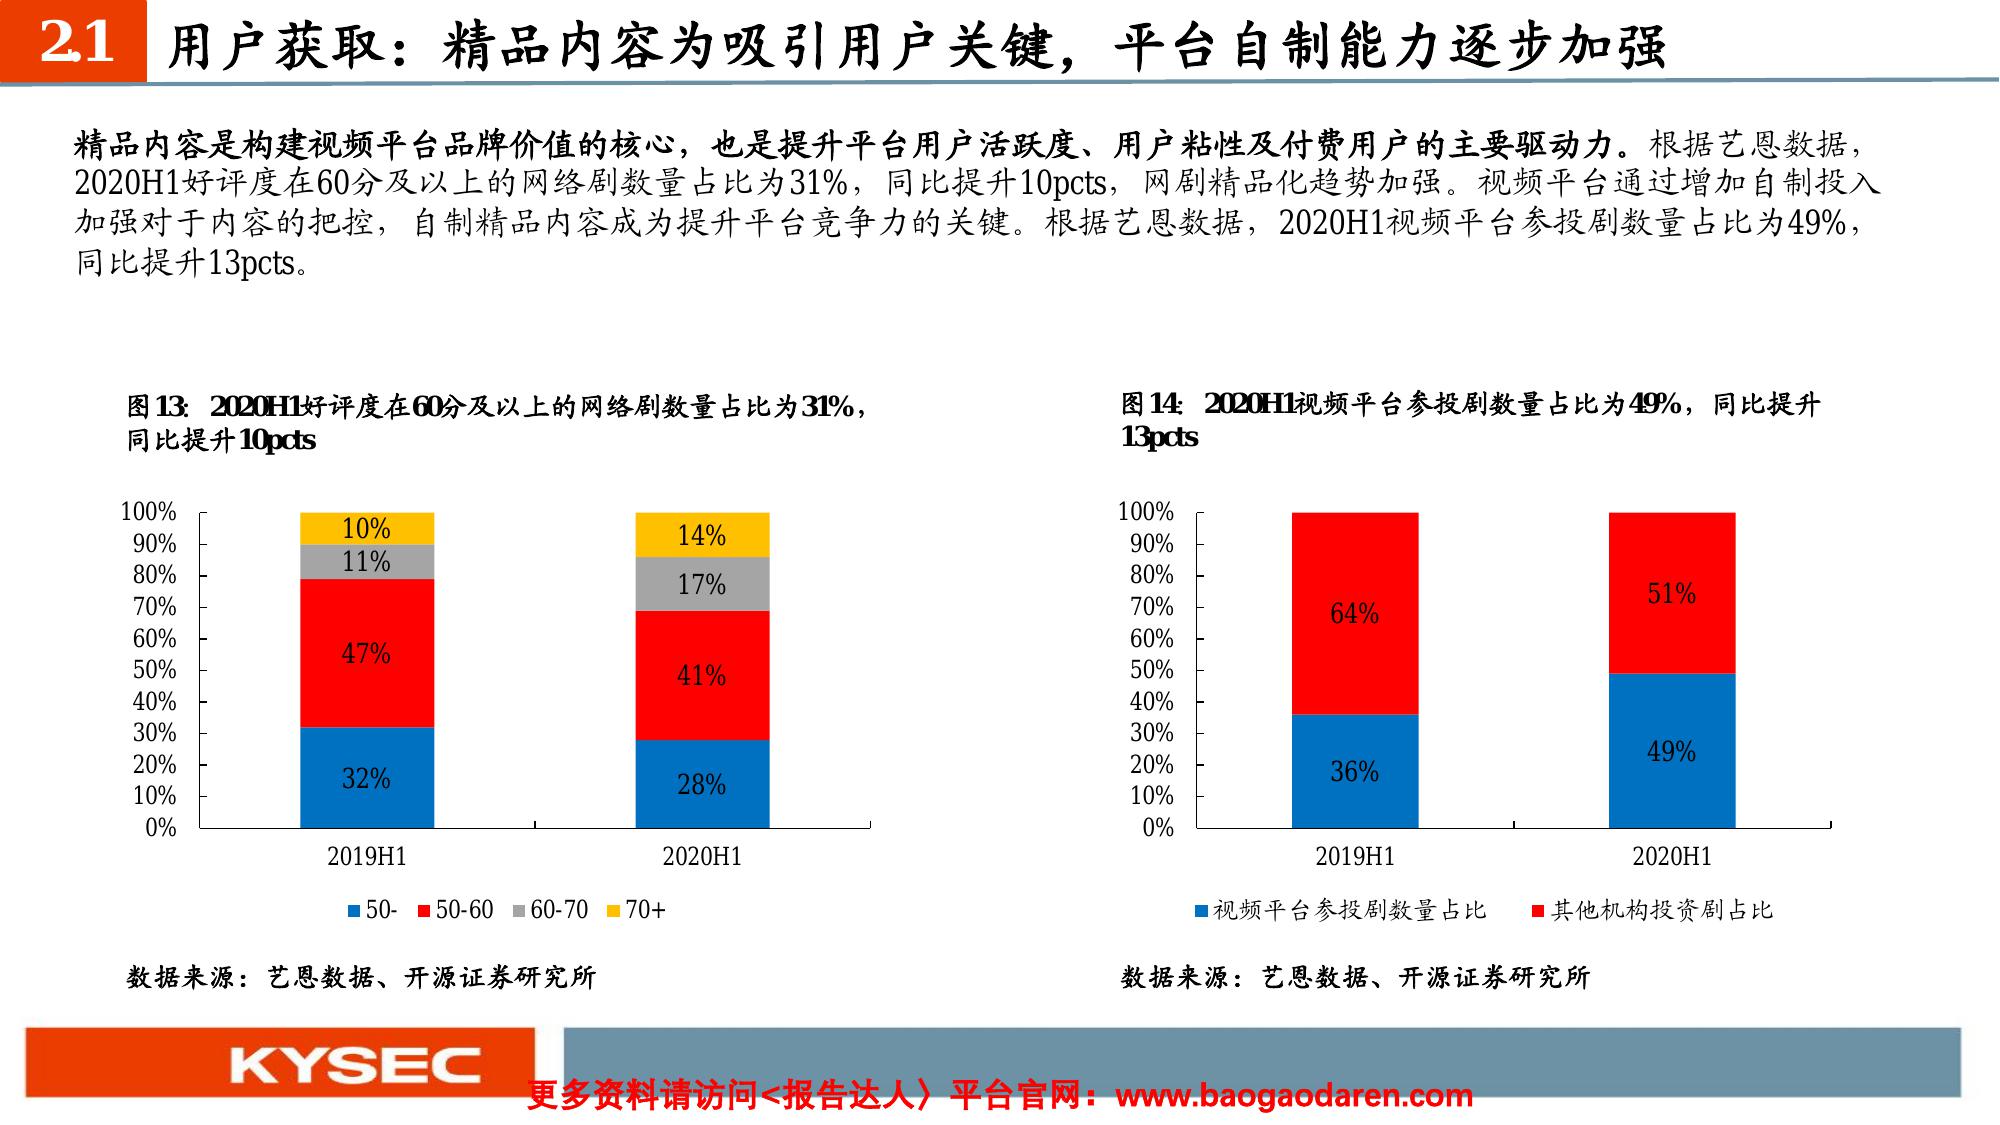 2.1 用户获取：精品内容为吸引用户关键，平台自制能力逐步加强
精品内容是构建视频平台品牌价值的核心，也是提升平台用户活跃度、用户粘性及付费用户的主要驱动力。根据艺恩数据，
2020H1好评度在60分及以上的网络剧数量占比为31%，同比提升10pcts，网剧精品化趋势加强。视频平台通过增加自制投入
加强对于内容的把控，自制精品内容成为提升平台竞争力的关键。根据艺恩数据，2020H1视频平台参投剧数量占比为49%，
同比提升13pcts。
图13：2020H1好评度在60分及以上的网络剧数量占比为31%，
同比提升10pcts
100%
90%
80%
70%
60%
50%
40%
30%
20%
10%
0%
10%
11%
47%
32%
14%
17%
41%
28%
2019H1
2020H1
50-
50-60
60-70
70+
数据来源：艺恩数据、开源证券研究所
图14：2020H1视频平台参投剧数量占比为49%，同比提升
13pcts
100%
90%
80%
70%
60%
50%
40%
30%
20%
10%
0%
64%
36%
51%
49%
2019H1
2020H1
视频平台参投剧数量占比
其他机构投资剧占比
数据来源：艺恩数据、开源证券研究所
KYSEC
更多资料请访问<报告达人〉平台官网：www.baogaodaren.com